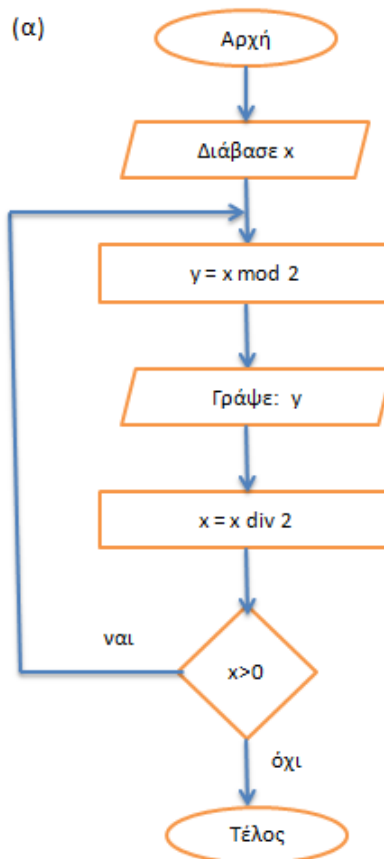 (α)
Αρχή
Διάβασε x
y = x mod 2
Γράψε: y
x = x div 2
ναι
x>0
όχι
Τέλος